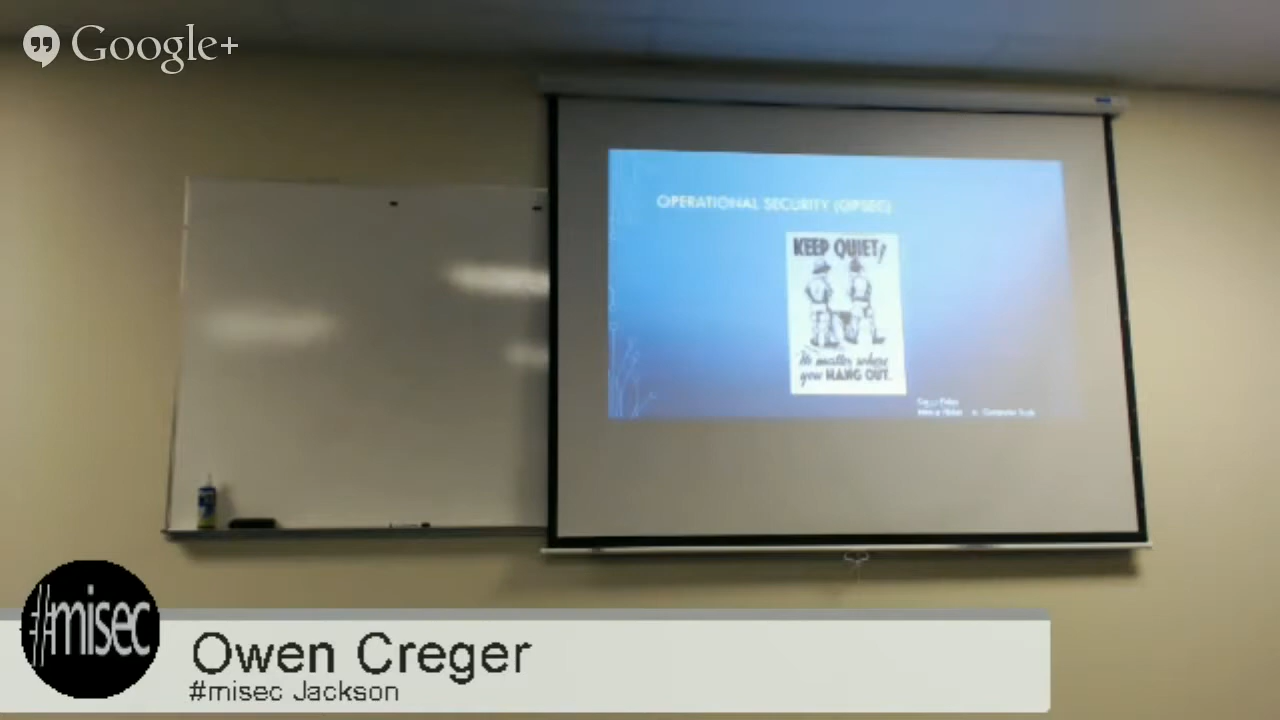 Google+
OPERATIONAL SECURITY (OPSEC)
KEEP QUIET!
No matter where
you HANG OUT.
#misec
Owen Creger
#misec Jackson